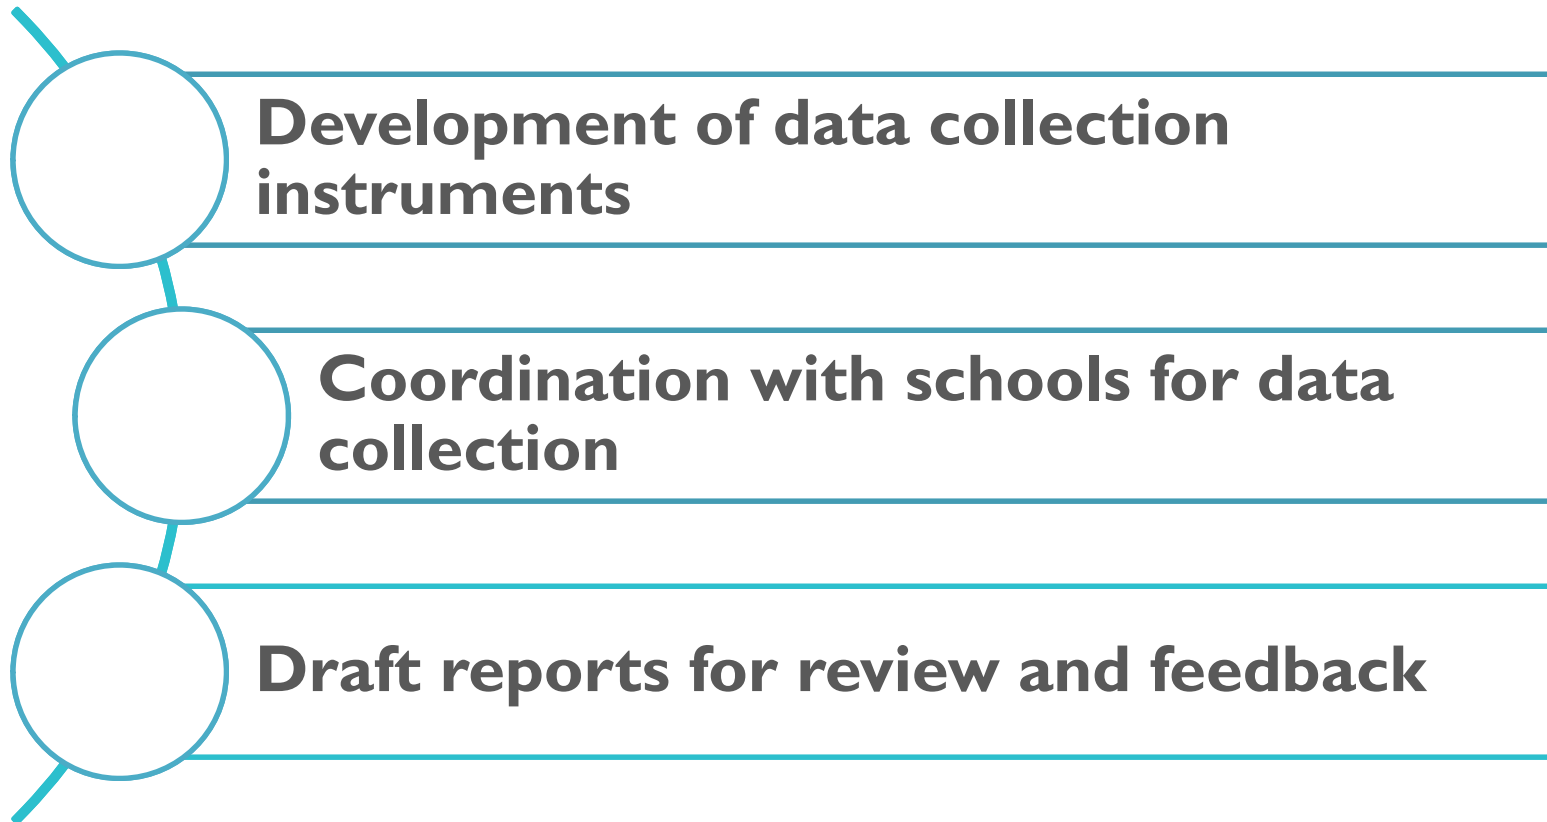 Development of data collection
instruments
Coordination with schools for data
collection
Draft reports for review and feedback